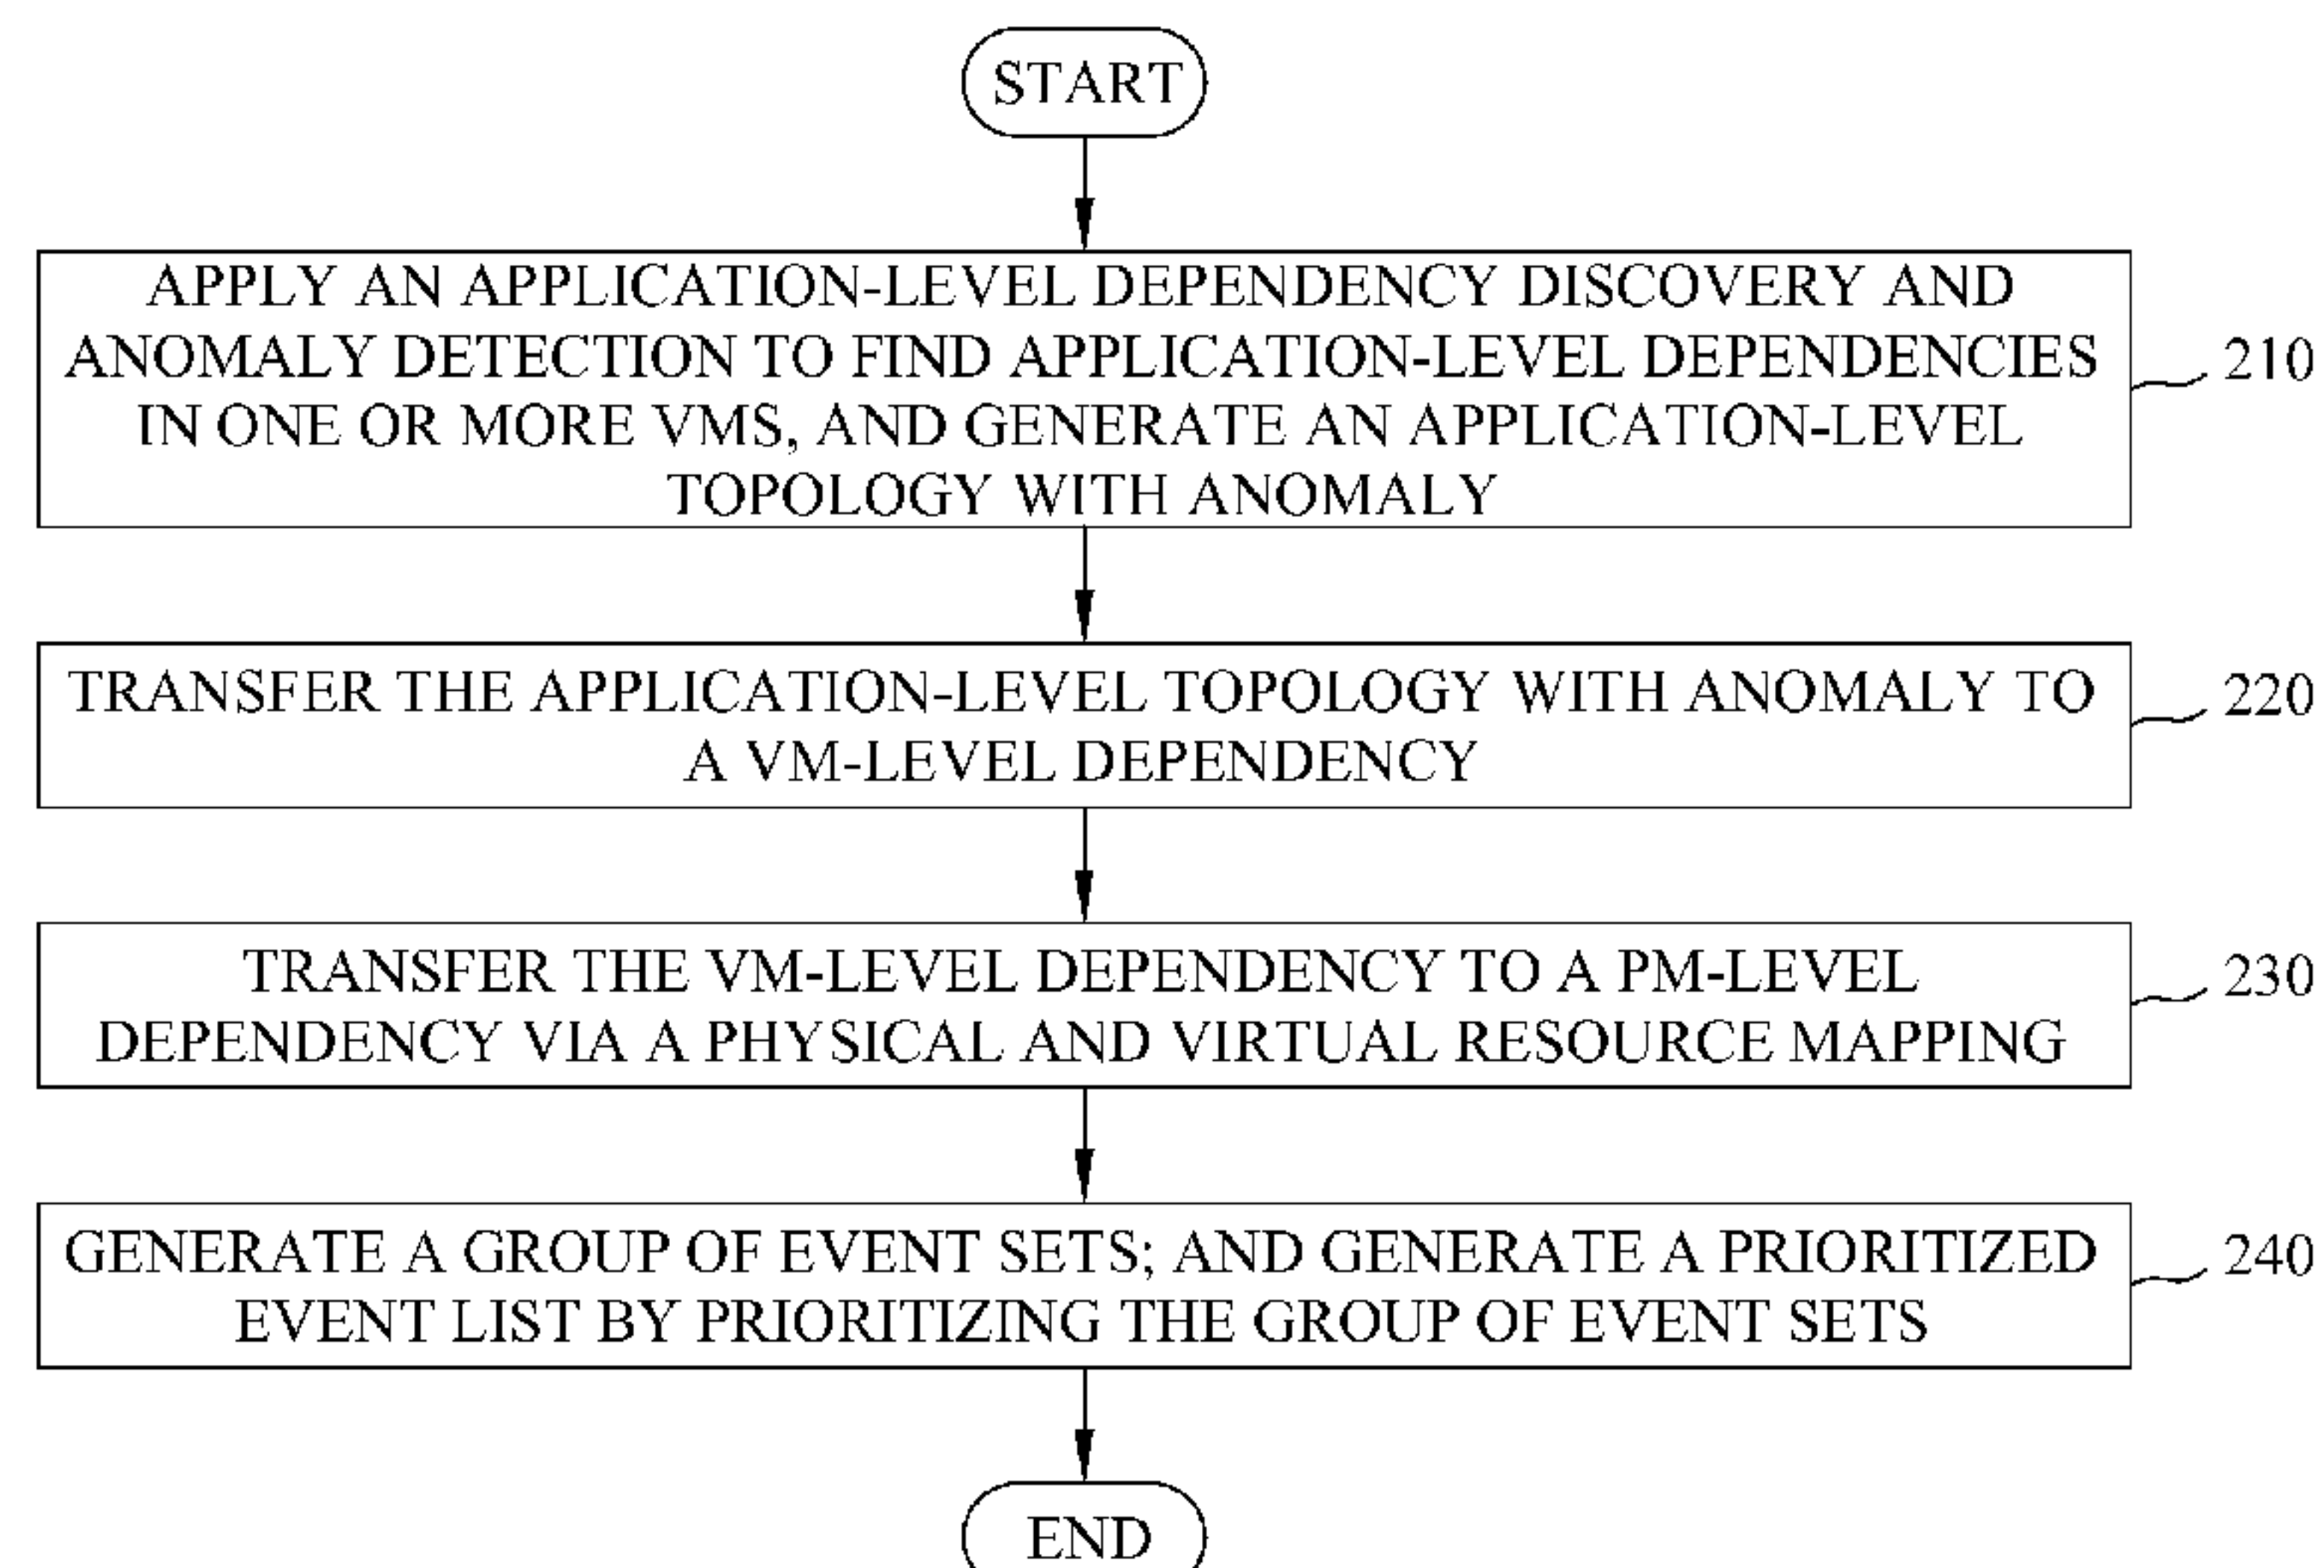 START
APPLY AN APPLICATION-LEVEL DEPENDENCY DISCOVERY AND
ANOMALY DETECTION TO FIND APPLICATION-LEVEL DEPENDENCIES
IN ONE OR MORE VMS, AND GENERATE AN APPLICATION-LEVEL
TOPOLOGY WITH ANOMALY
210
TRANSFER THE APPLICATION-LEVEL TOPOLOGY WITH ANOMALY TO
A VM-LEVEL DEPENDENCY
220
TRANSFER THE VM-LEVEL DEPENDENCY TO A PM-LEVEL
DEPENDENCY VIA A PHYSICAL AND VIRTUAL RESOURCE MAPPING
230
GENERATE A GROUP OF EVENT SETS; AND GENERATE A PRIORITIZED
EVENT LIST BY PRIORITIZING THE GROUP OF EVENT SETS
240
END